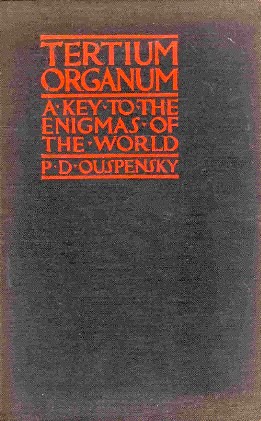 TERTIUM
ORGANUM
A·KEY·TO·THE
ENIGMAS·OF
THE·WORLD
P·D·OUSPENSKY